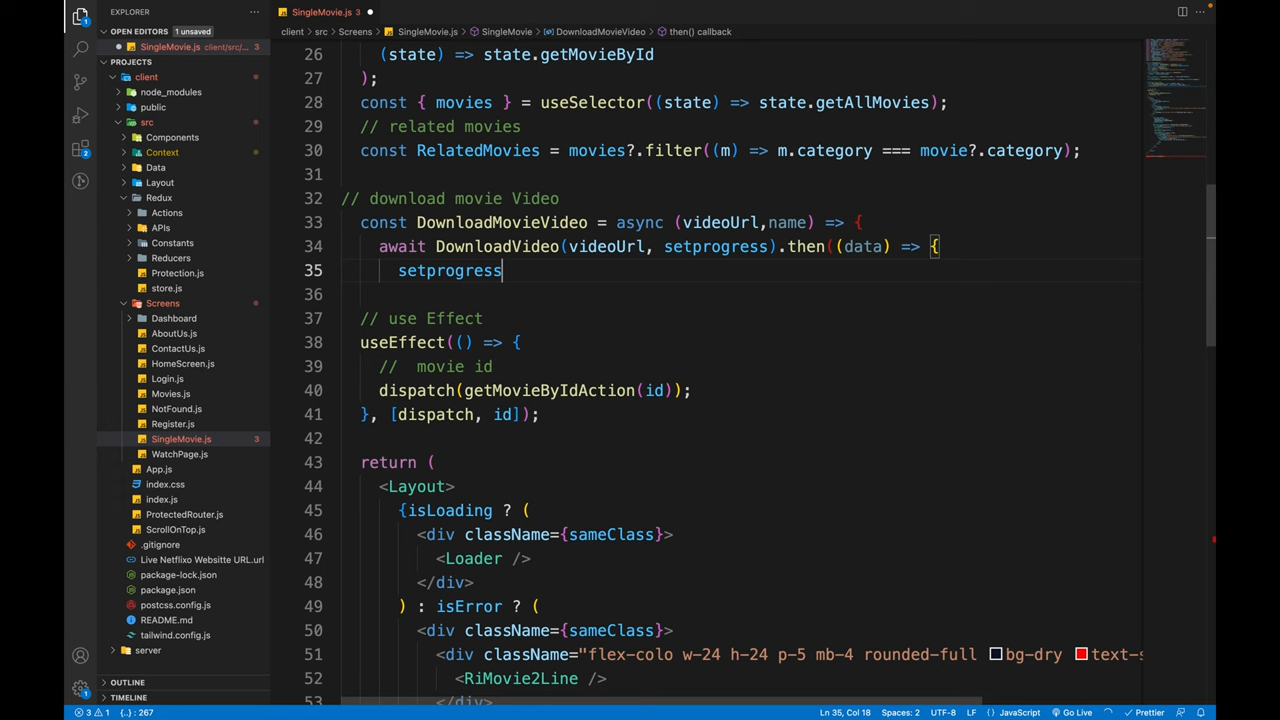 EXPLORER
SingleMovie.js 3
OPEN EDITORS 1 unsaved
SingleMovie.js client/src/... 3
PROJECTS
client
node_modules
public
src
Components
Context
Data
Layout
Redux
Actions
APIs
Constants
Reducers
Protection.js
store.js
Screens
Dashboard
AboutUs.js
ContactUs.js
HomeScreen.js
Login.js
Movies.js
NotFound.js
Register.js
SingleMovie.js 3
WatchPage.js
App.js
index.css
index.js
ProtectedRouter.js
ScrollOnTop.js
.gitignore
Live Netflixo Website URL.url
package-lock.json
package.json
postcss.config.js
README.md
tailwind.config.js
server
OUTLINE
TIMELINE
client > src > Screens > SingleMovie.js > SingleMovie > DownloadMovieVideo > then() callback
26 (state) => state.getMovieById
27 );
28 const { movies } = useSelector((state) => state.getAllMovies);
29 // related movies
30 const RelatedMovies = movies?.filter((m) => m.category === movie?.category);
31
32 // download movie Video
33 const DownloadMovieVideo = async (videoUrl,name) => {
34 await DownloadVideo(videoUrl, setprogress).then((data) => {
35 setprogress
36
37 // use Effect
38 useEffect(() => {
39 // movie id
40 dispatch(getMovieByIdAction(id));
41 }, [dispatch, id]);
42
43 return (
44 <Layout>
45 {isLoading ? (
46 <div className={sameClass}>
47 <Loader />
48 </div>
49 ) : isError ? (
50 <div className={sameClass}>
51 <div className="flex-colo w-24 h-24 p-5 mb-4 rounded-full bg-dry text-s
52 <RiMovie2Line />
53 </div>
3 1 {..} : 267 Ln 35, Col 18 Spaces: 2 UTF-8 LF {} JavaScript Go Live Prettier